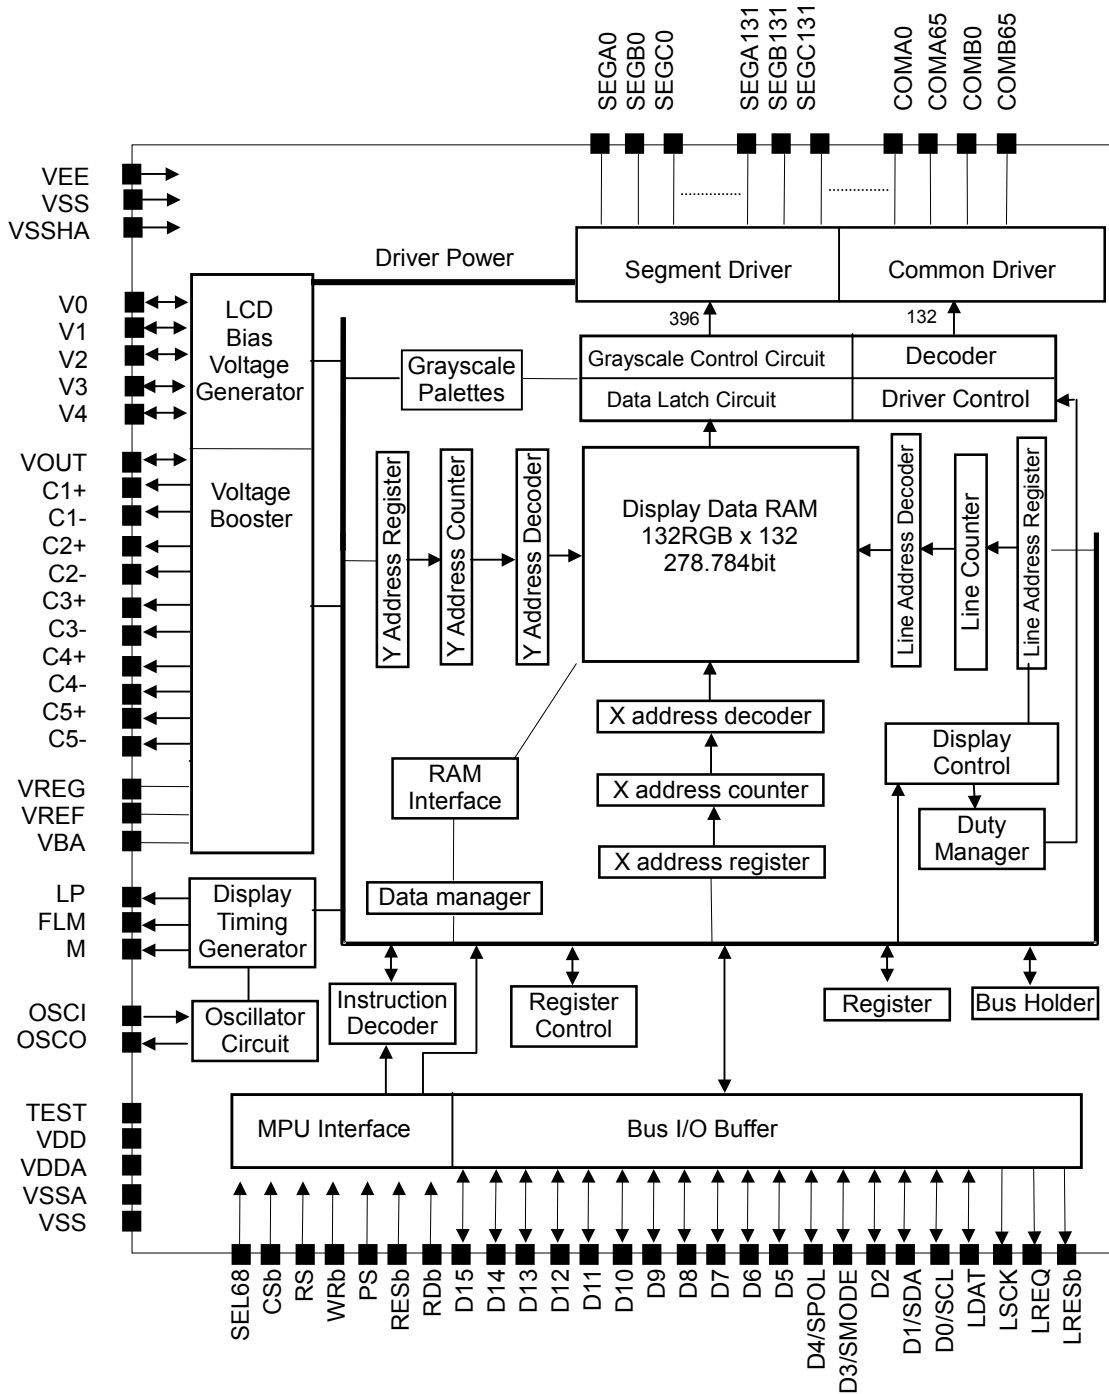 SEGA0
SEGB0
SEGC0
SEGA131
SEGB131
SEGC131
COMA0
COMA65
COMB0
COMB65
VEE
VSS
VSSHA
Driver Power
Segment Driver
Common Driver
V0
V1
V2
V3
V4
LCD
Bias
Voltage
Generator
396
132
Grayscale
Palettes
Grayscale Control Circuit
Decoder
Data Latch Circuit
Driver Control
VOUT
C1+
C1-
C2+
C2-
C3+
C3-
C4+
C4-
C5+
C5-
Voltage
Booster
Y Address Register
Y Address Counter
Y Address Decoder
Display Data RAM
132RGB x 132
278.784bit
Line Address Decoder
Line Counter
Line Address Register
X address decoder
X address counter
X address register
RAM
Interface
Data manager
Display
Control
Duty
Manager
VREG
VREF
VBA
LP
FLM
M
Display
Timing
Generator
OSCI
OSCO
Oscillator
Circuit
Instruction
Decoder
Register
Control
Register
Bus Holder
TEST
VDD
VDDA
VSSA
VSS
MPU Interface
Bus I/O Buffer
SEL68
CSb
RS
WRb
PS
RESb
RDb
D15
D14
D13
D12
D11
D10
D9
D8
D7
D6
D5
D4/SPOL
D3/SMODE
D2
D1/SDA
D0/SCL
LDAT
LSCK
LREQ
LRESb